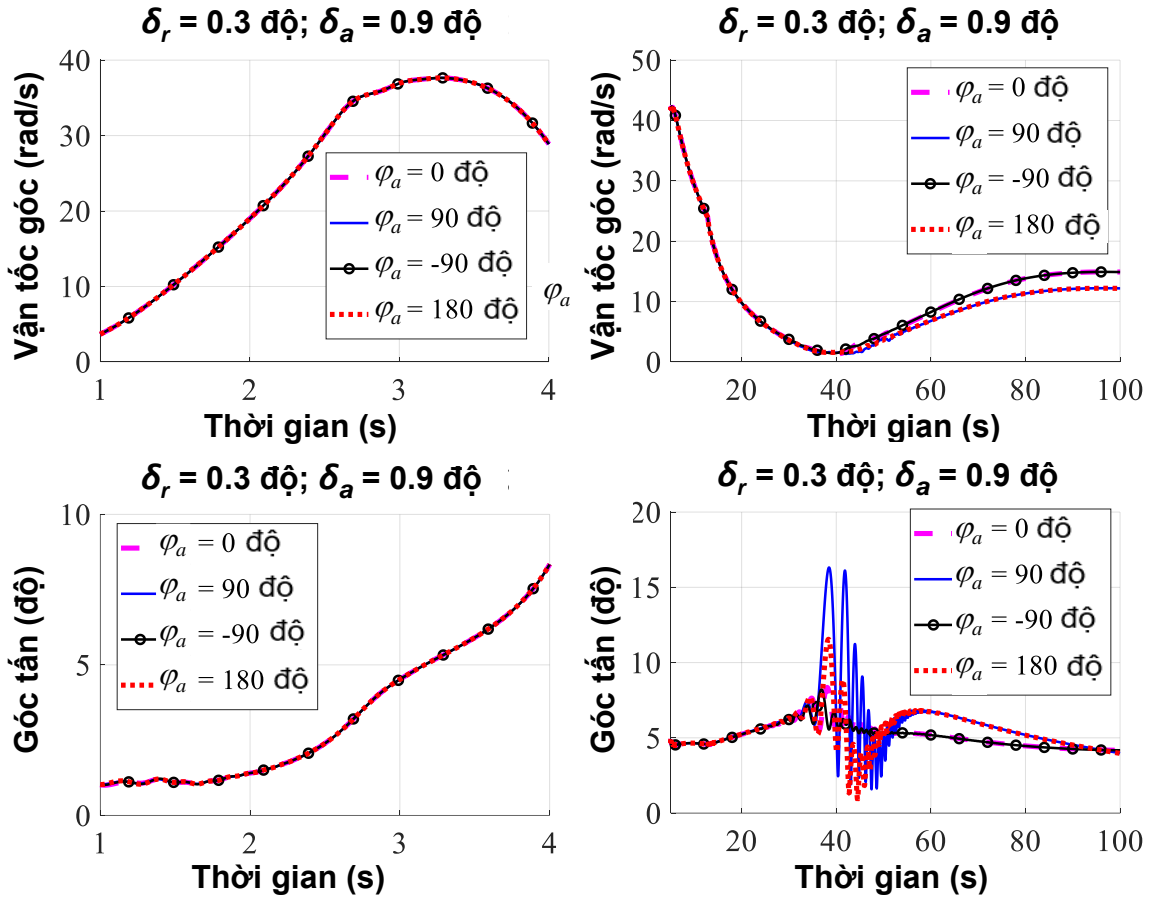 δr = 0.3 độ; δa = 0.9 độ
Vận tốc góc (rad/s)
40
30
20
10
0
φa = 0 độ
φa = 90 độ
φa = -90 độ
φa = 180 độ
φa
1
2
3
4
Thời gian (s)
δr = 0.3 độ; δa = 0.9 độ
Vận tốc góc (rad/s)
50
40
30
20
10
0
φa = 0 độ
φa = 90 độ
φa = -90 độ
φa = 180 độ
20
40
60
80
100
Thời gian (s)
δr = 0.3 độ; δa = 0.9 độ
Góc tấn (độ)
10
5
0
φa = 0 độ
φa = 90 độ
φa = -90 độ
φa = 180 độ
1
2
3
4
Thời gian (s)
δr = 0.3 độ; δa = 0.9 độ
Góc tấn (độ)
20
15
10
5
0
φa = 0 độ
φa = 90 độ
φa = -90 độ
φa = 180 độ
20
40
60
80
100
Thời gian (s)